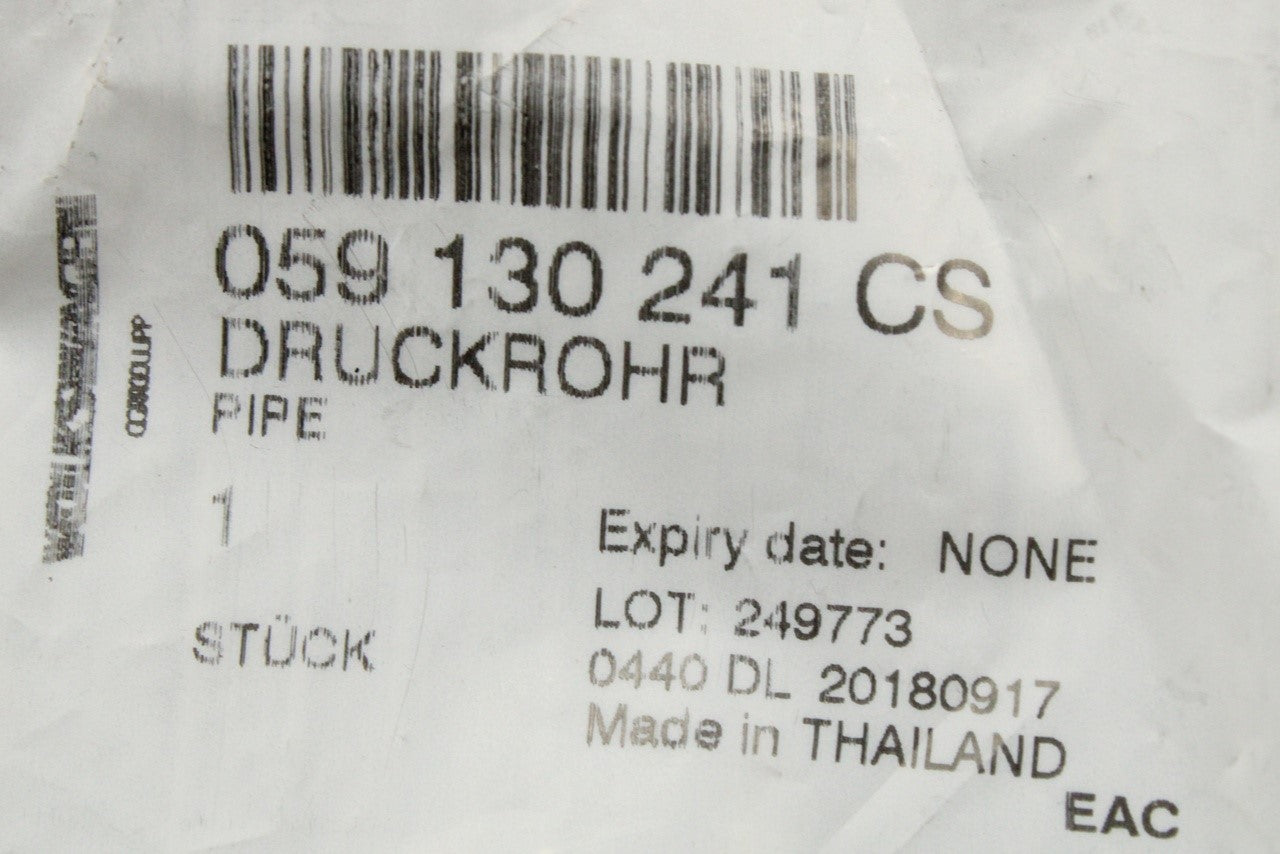 059 130 241 CS
DRUCKROHR
PIPE
1
Expiry date: NONE
LOT: 249773
STÜCK
0440 DL 20180917
Made in THAILAND
EAC